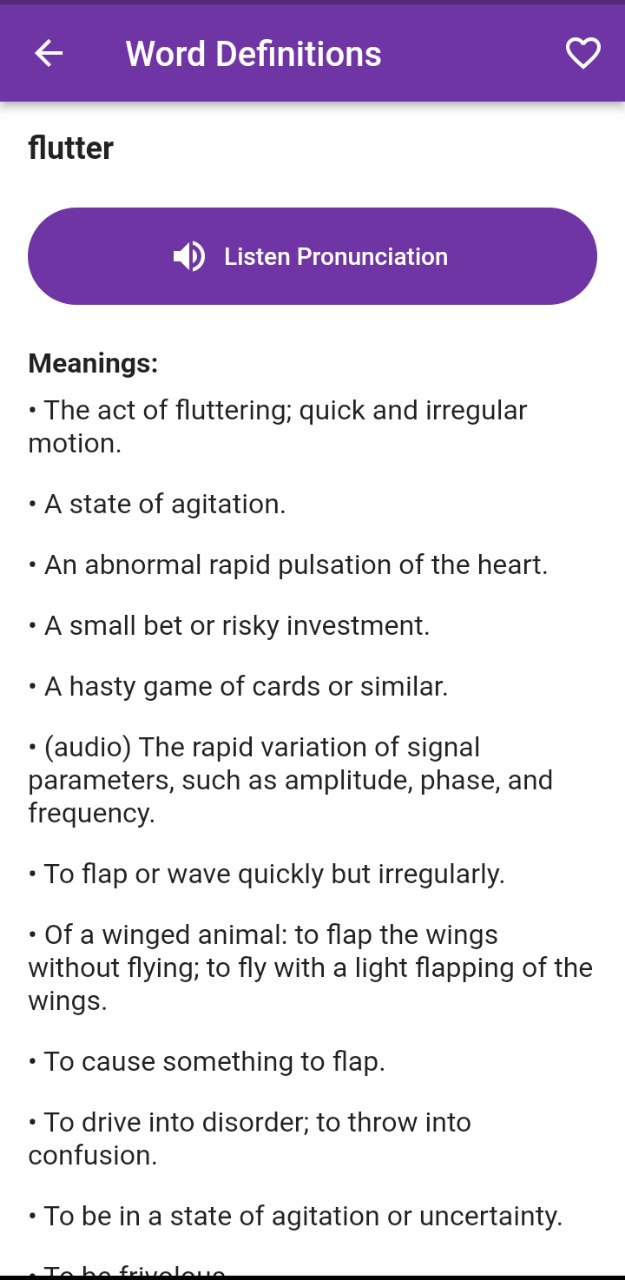 Word Definitions
flutter
Listen Pronunciation
Meanings:
• The act of fluttering; quick and irregular
motion.
• A state of agitation.
• An abnormal rapid pulsation of the heart.
• A small bet or risky investment.
• A hasty game of cards or similar.
• (audio) The rapid variation of signal
parameters, such as amplitude, phase, and
frequency.
• To flap or wave quickly but irregularly.
• Of a winged animal: to flap the wings
without flying; to fly with a light flapping of the
wings.
• To cause something to flap.
• To drive into disorder; to throw into
confusion.
• To be in a state of agitation or uncertainty.
• To be frivolous.